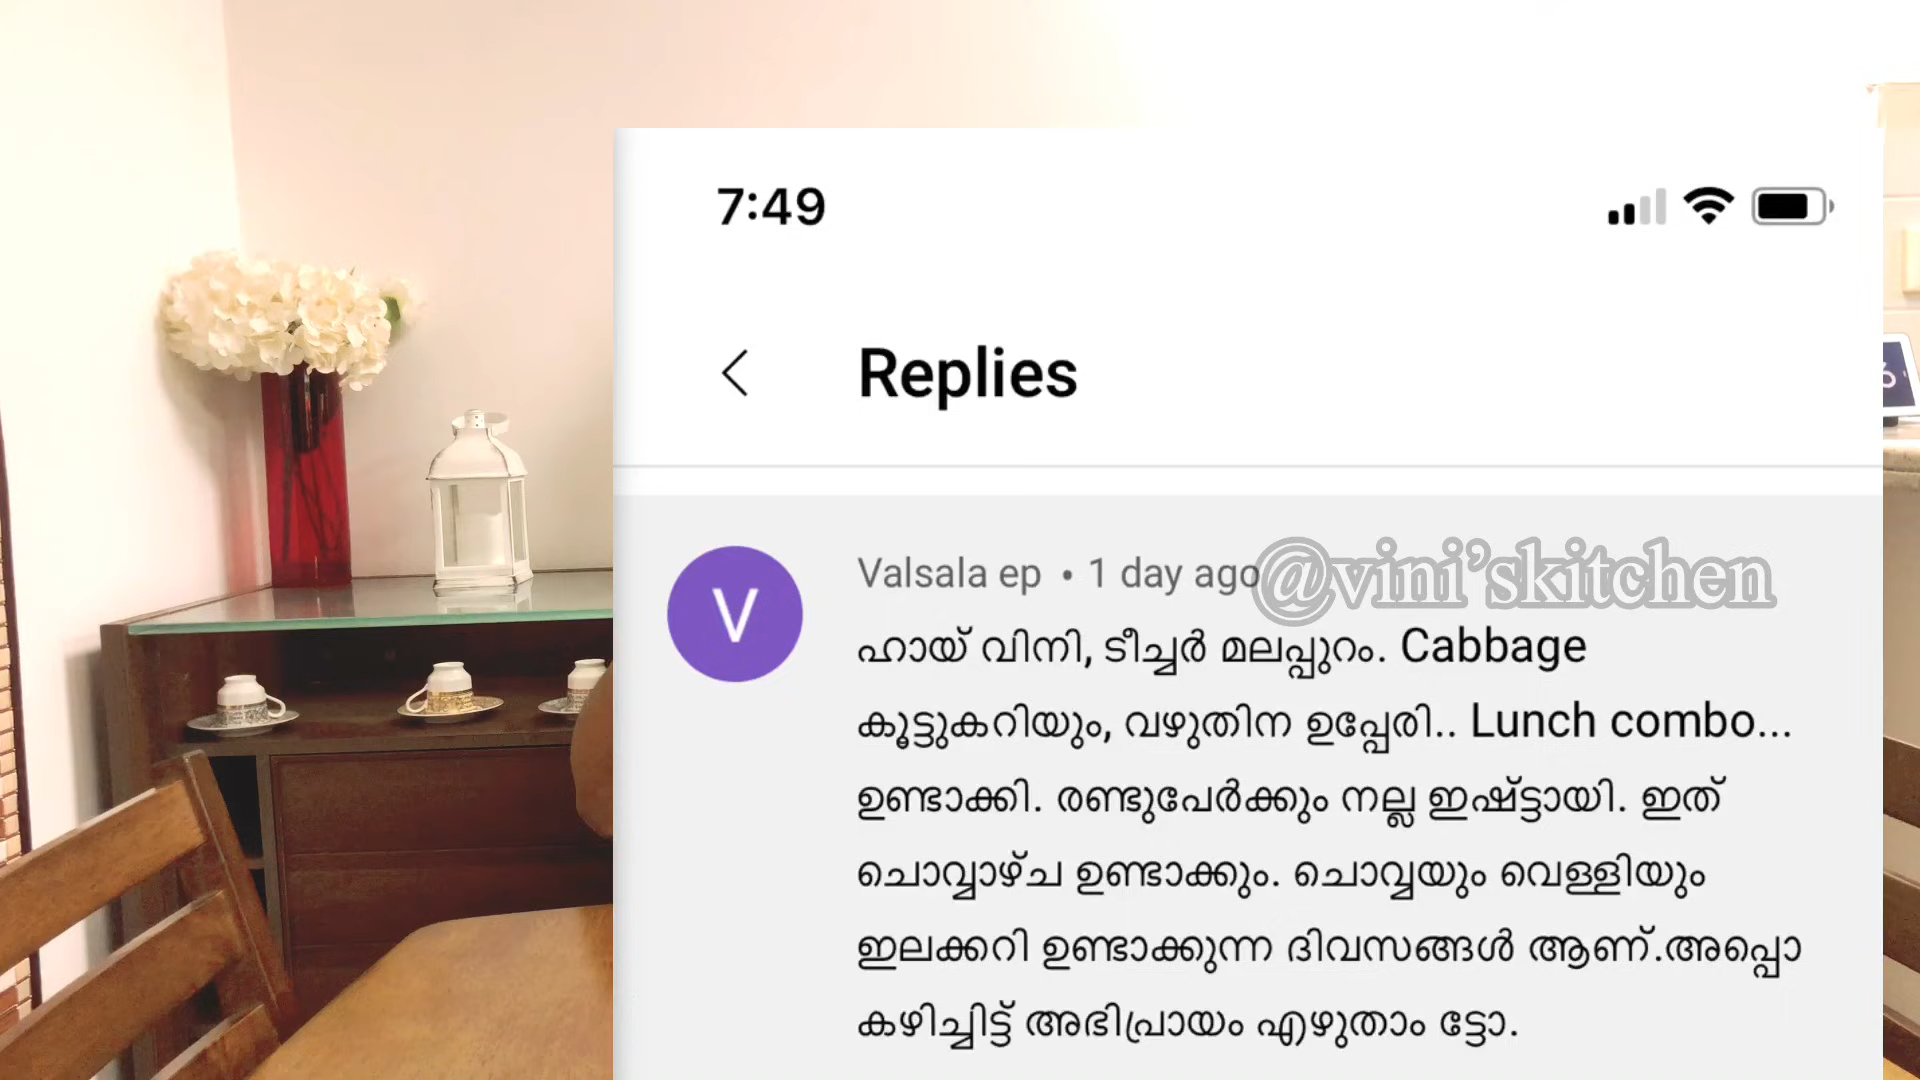 7:49
Replies
V
Valsala ep • 1 day ago
@vini'skitchen
ഹായ് വിനി, ടീച്ചർ മലപ്പുറം. Cabbage
കൂട്ടുകറിയും, വഴുതിന ഉപ്പേരി.. Lunch combo...
ഉണ്ടാക്കി. രണ്ടുപേർക്കും നല്ല ഇഷ്ട്ടായി. ഇത്
ചൊവ്വാഴ്ച ഉണ്ടാക്കും. ചൊവ്വയും വെള്ളിയും
ഇലക്കറി ഉണ്ടാക്കുന്ന ദിവസങ്ങൾ ആണ്.അപ്പൊ
കഴിച്ചിട്ട് അഭിപ്രായം എഴുതാം ട്ടോ.